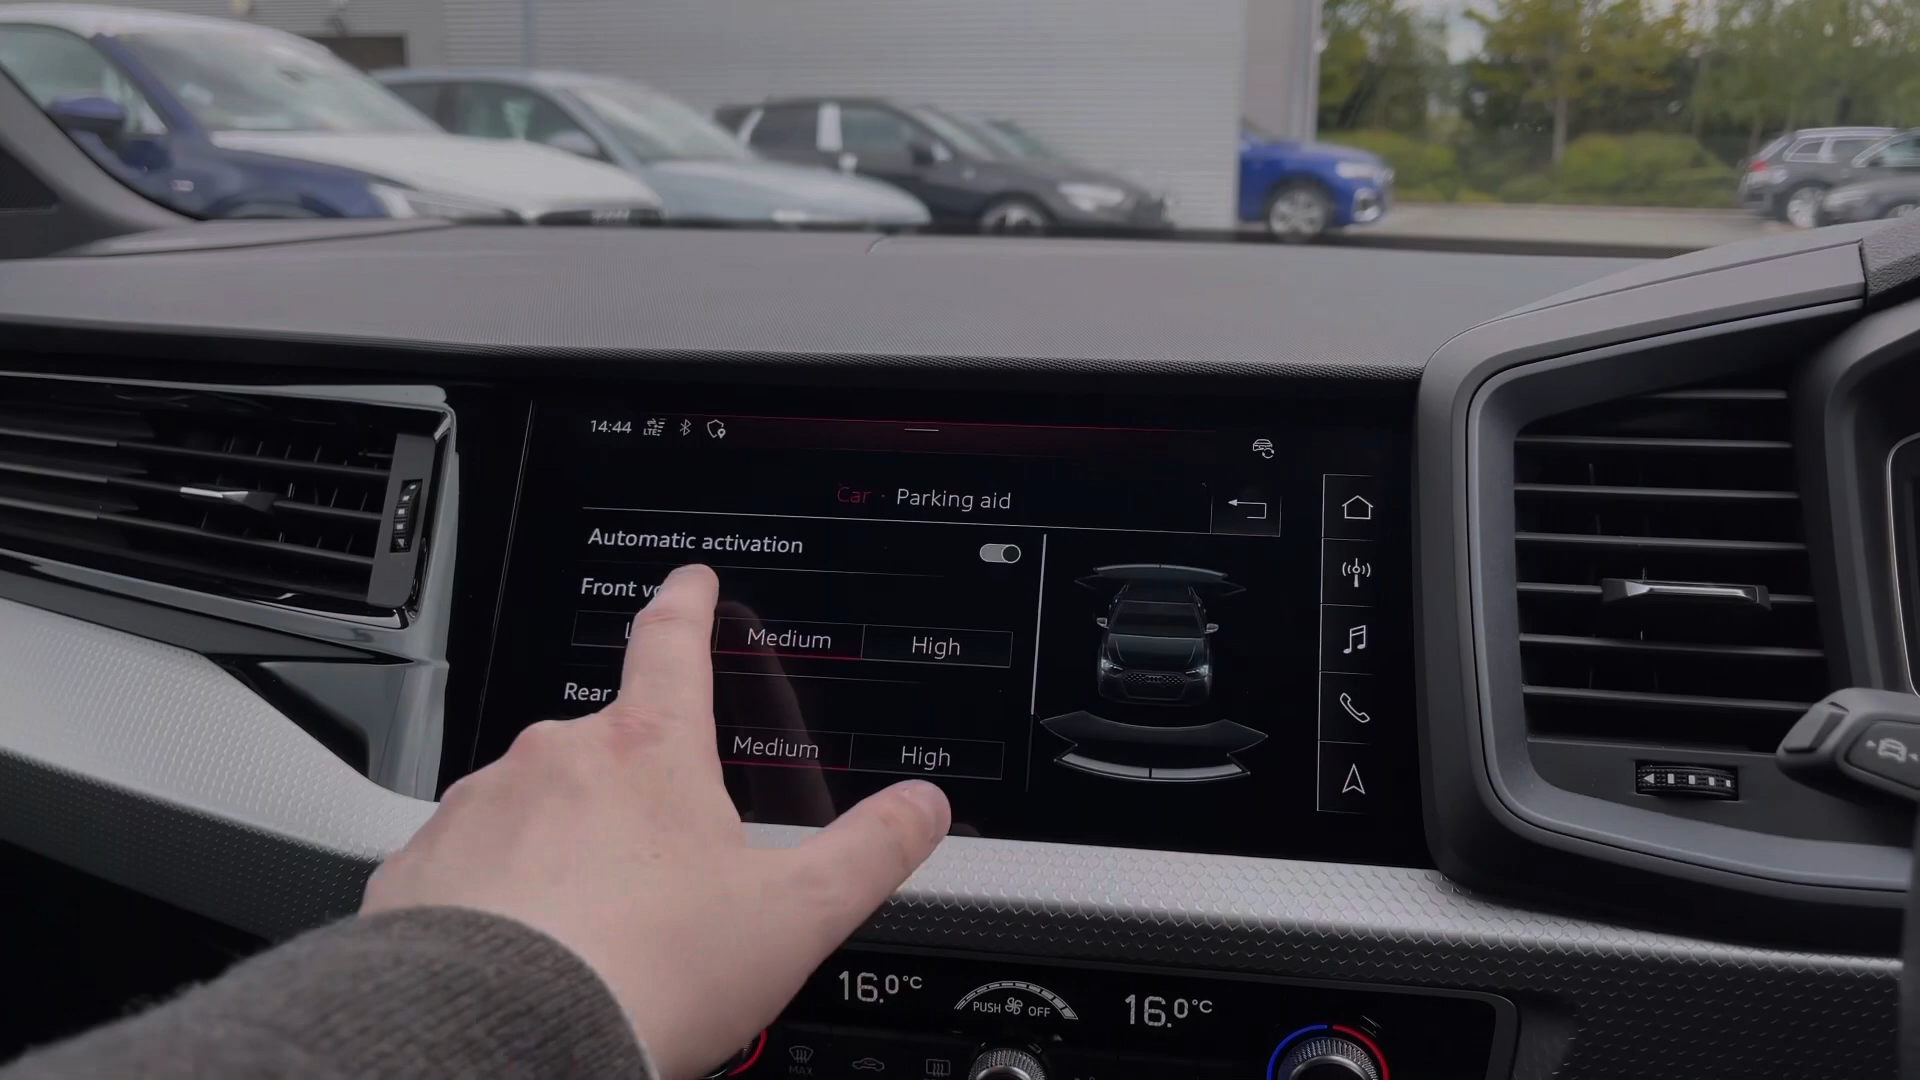 14:44 LTE
Car · Parking aid
Automatic activation
Front
Medium High
Rear
Medium High
16.0°C PUSH OFF 16.0°C
MAX